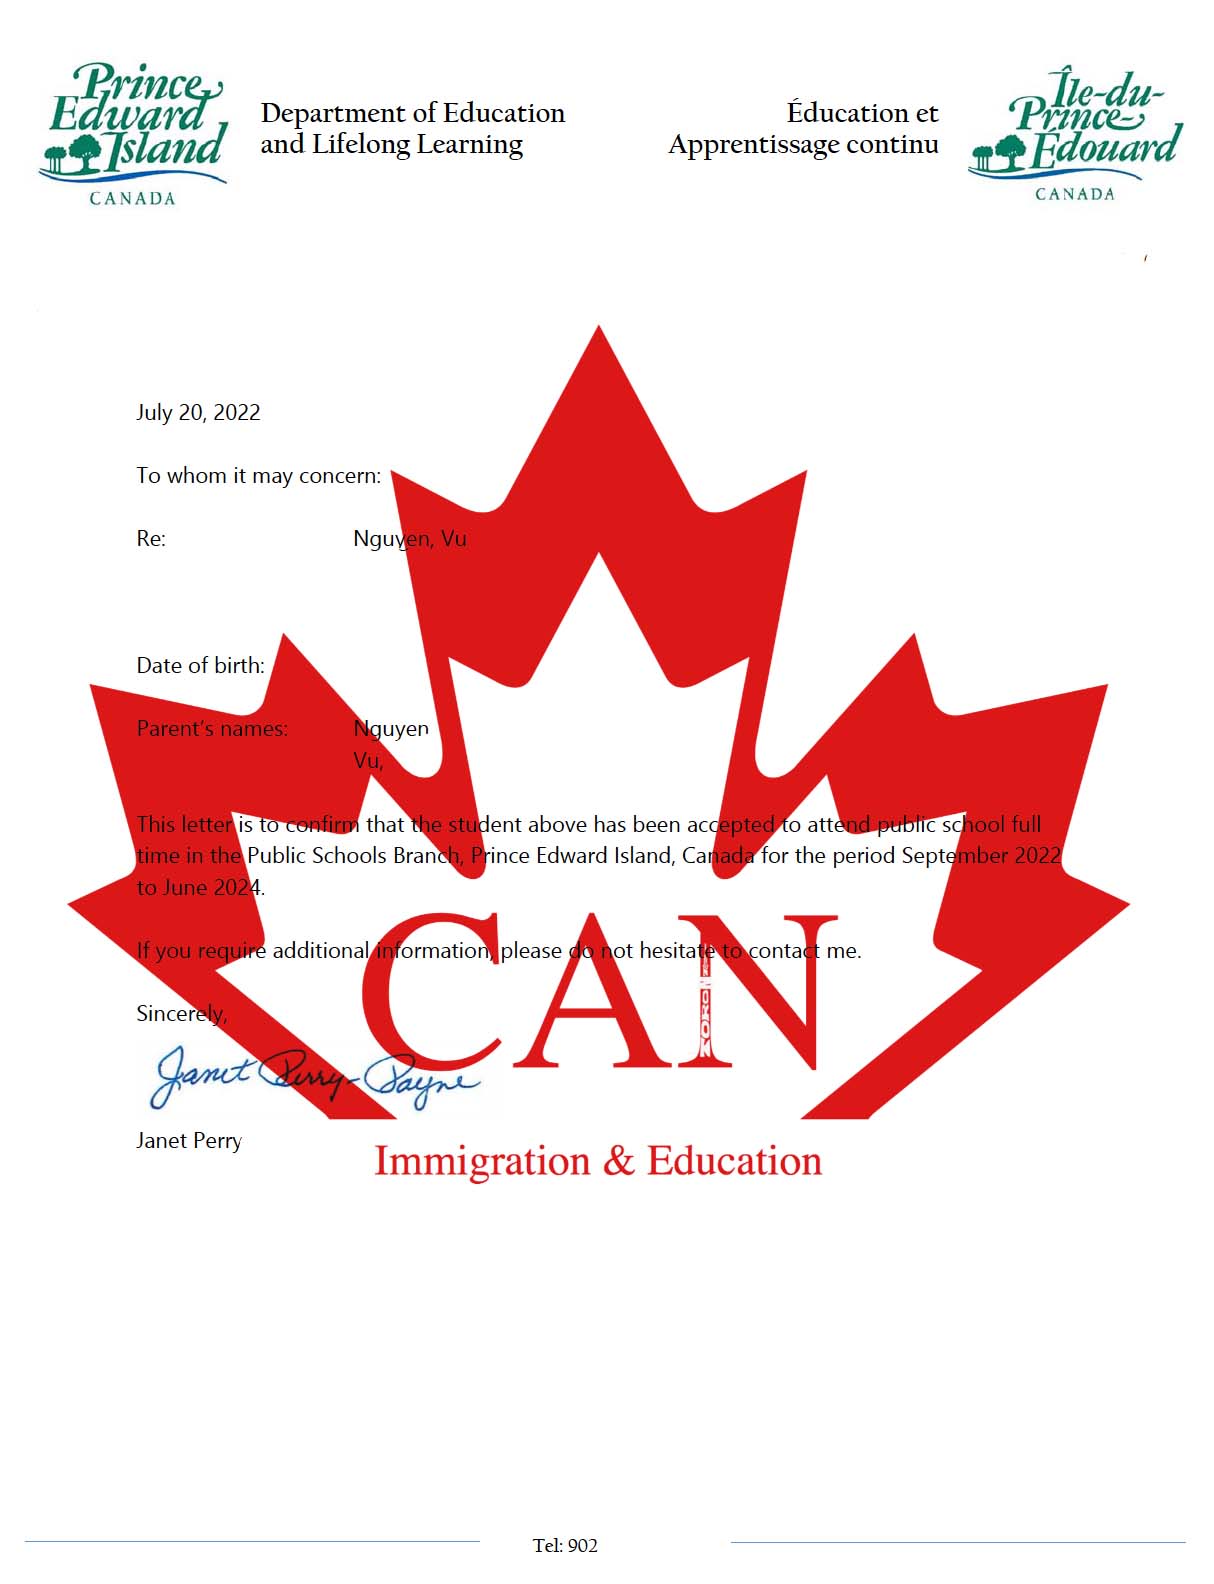 Prince
Edward
Island
CANADA
Department of Education
and Lifelong Learning
Éducation et
Apprentissage continu
Île-du-
Prince-
Édouard
CANADA
July 20, 2022
To whom it may concern:
Re: Nguyen, Vu
Date of birth:
Parent's names: Nguyen
Vu,
This letter is to confirm that the student above has been accepted to attend public school full
time in the Public Schools Branch, Prince Edward Island, Canada for the period September 2022
to June 2024.
If you require additional information, please do not hesitate to contact me.
Sincerely,
Janet Perry-Payne
Janet Perry
CAN
Immigration & Education
Tel: 902